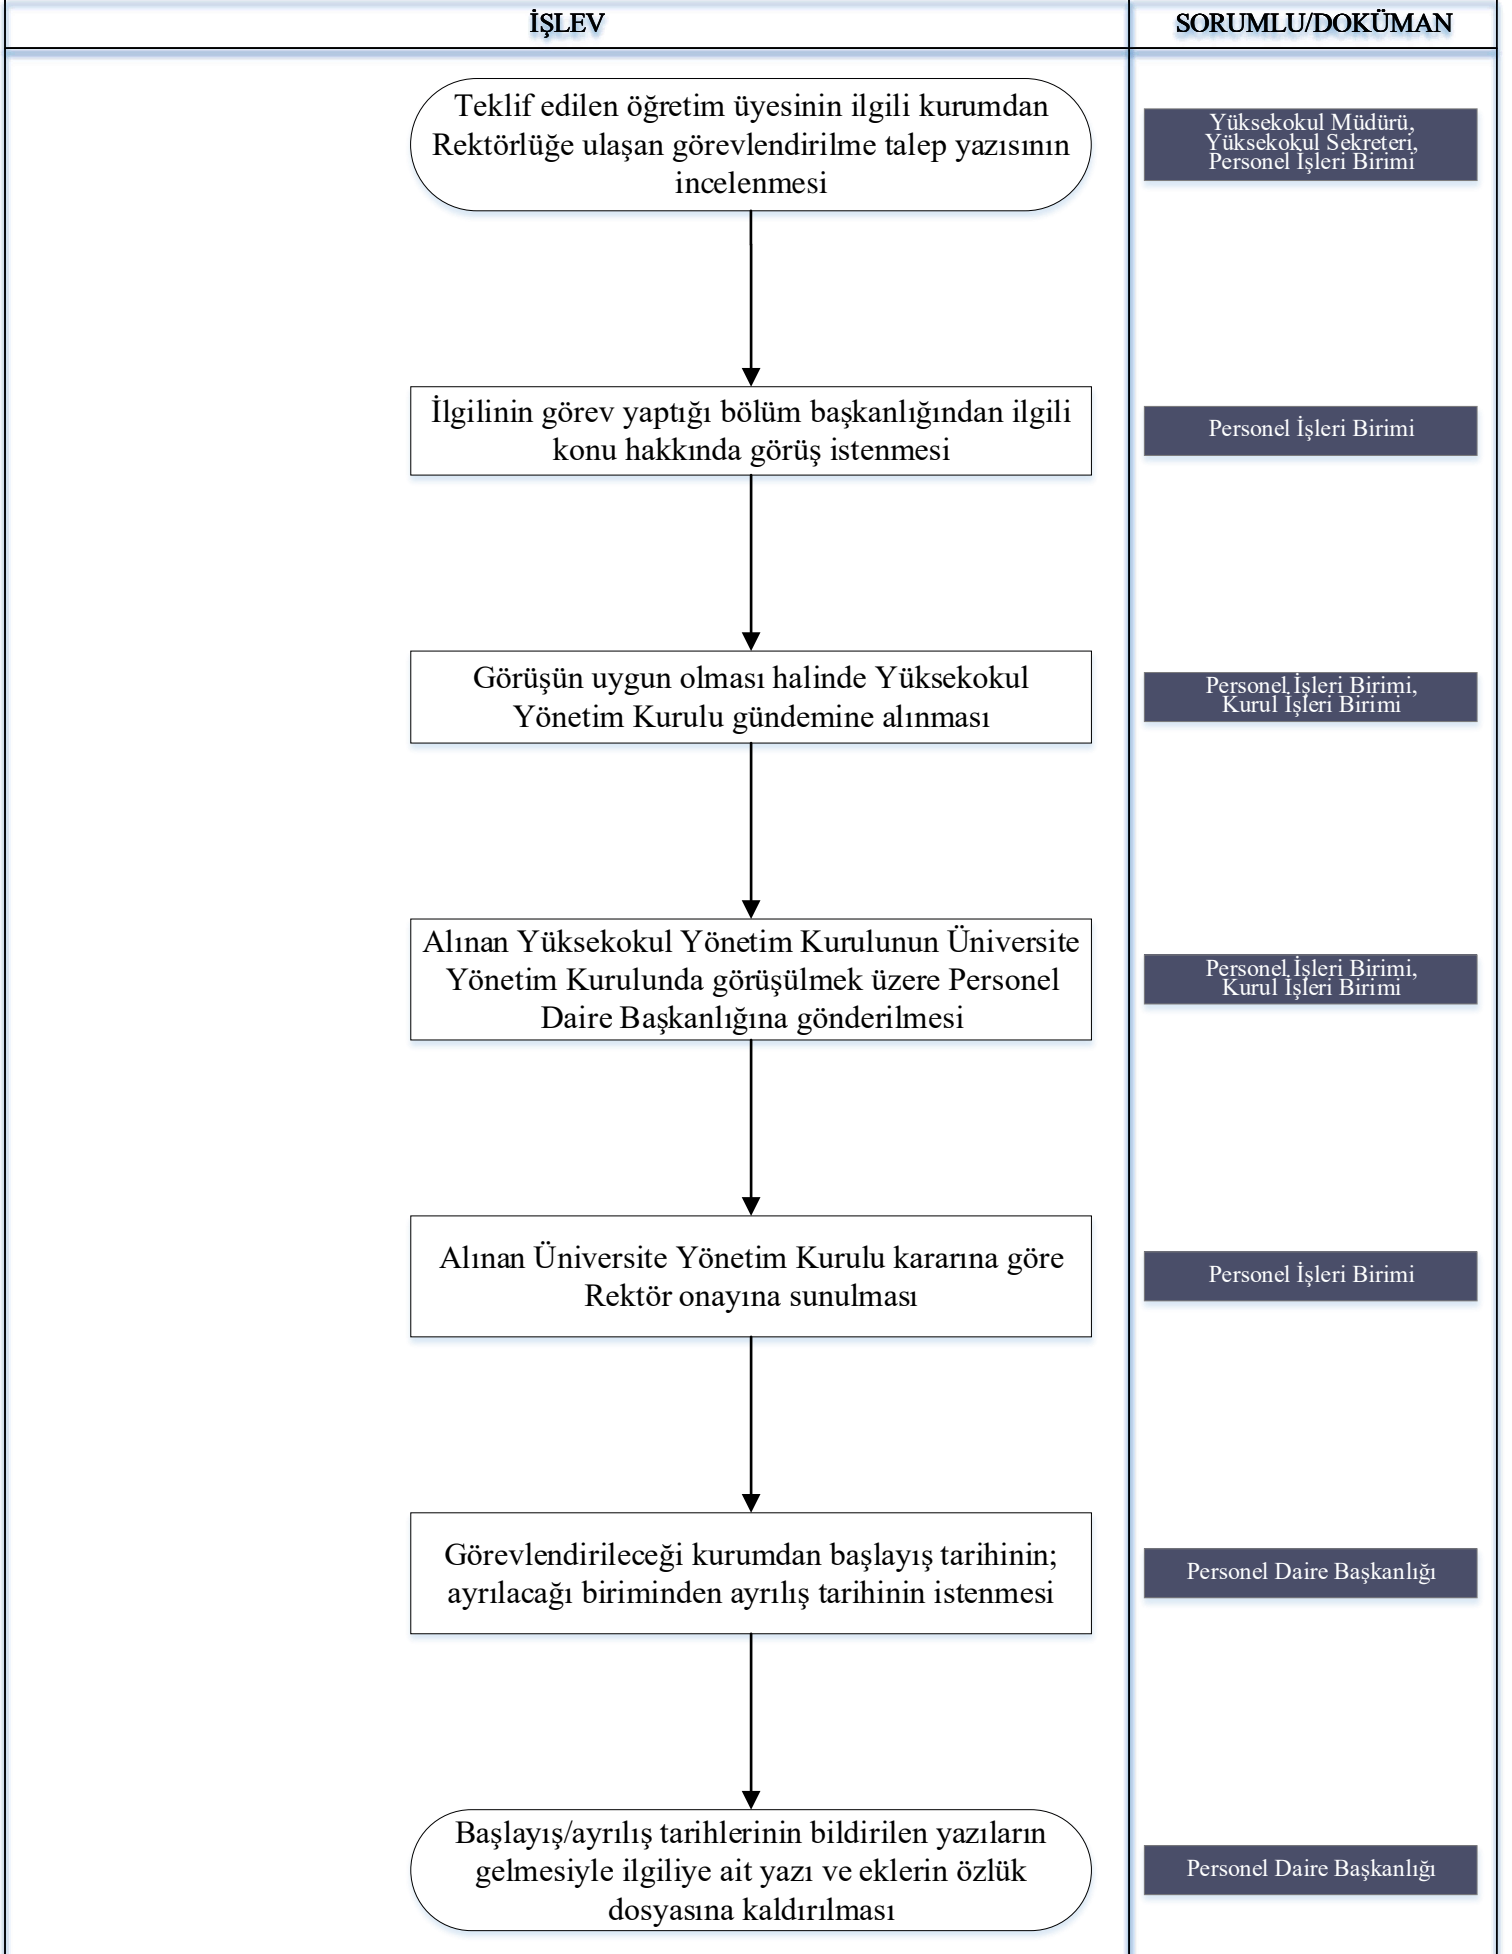 İŞLEV
SORUMLU/DOKÜMAN
Teklif edilen öğretim üyesinin ilgili kurumdan
Rektörlüğe ulaşan görevlendirilme talep yazısının
incelenmesi
Yüksekokul Müdürü,
Yüksekokul Sekreteri,
Personel İşleri Birimi
İlgilinin görev yaptığı bölüm başkanlığından ilgili
konu hakkında görüş istenmesi
Personel İşleri Birimi
Görüşün uygun olması halinde Yüksekokul
Yönetim Kurulu gündemine alınması
Personel İşleri Birimi,
Kurul İşleri Birimi
Alınan Yüksekokul Yönetim Kurulunun Üniversite
Yönetim Kurulunda görüşülmek üzere Personel
Daire Başkanlığına gönderilmesi
Personel İşleri Birimi,
Kurul İşleri Birimi
Alınan Üniversite Yönetim Kurulu kararına göre
Rektör onayına sunulması
Personel İşleri Birimi
Görevlendirileceği kurumdan başlayış tarihinin;
ayrılacağı biriminden ayrılış tarihinin istenmesi
Personel Daire Başkanlığı
Başlayış/ayrılış tarihlerinin bildirilen yazıların
gelmesiyle ilgiliye ait yazı ve eklerin özlük
dosyasına kaldırılması
Personel Daire Başkanlığı